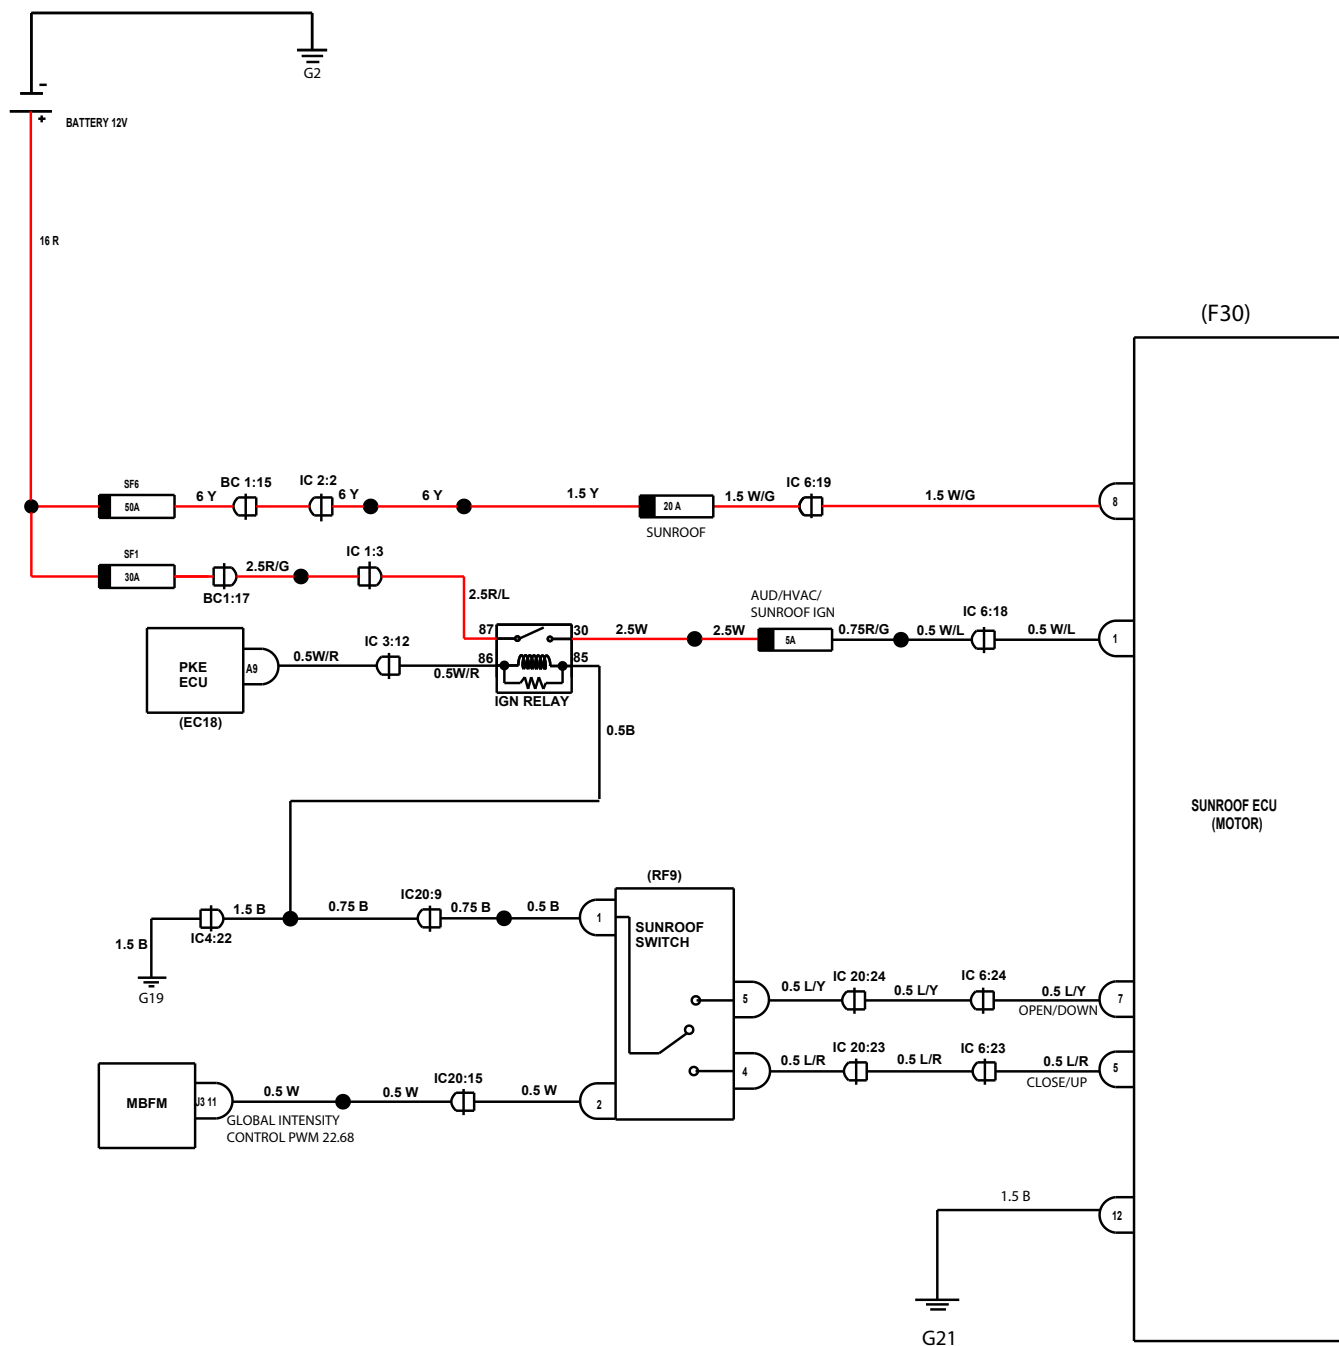 G2
-
+
BATTERY 12V
16 R
(F30)
SF6
50A
6 Y
BC 1:15
IC 2:2
6 Y
6 Y
1.5 Y
20 A
SUNROOF
1.5 W/G
IC 6:19
1.5 W/G
8
SF1
30A
BC1:17
2.5R/G
IC 1:3
2.5R/L
87
30
86
85
IGN RELAY
2.5W
2.5W
AUD/HVAC/
SUNROOF IGN
5A
0.75R/G
0.5 W/L
IC 6:18
0.5 W/L
1
PKE
ECU
A9
(EC18)
0.5W/R
IC 3:12
0.5W/R
0.5B
SUNROOF ECU
(MOTOR)
(RF9)
SUNROOF
SWITCH
1.5 B
G19
IC4:22
1.5 B
0.75 B
IC20:9
0.75 B
0.5 B
1
5
0.5 L/Y
IC 20:24
0.5 L/Y
IC 6:24
0.5 L/Y
OPEN/DOWN
7
4
0.5 L/R
IC 20:23
0.5 L/R
IC 6:23
0.5 L/R
CLOSE/UP
5
MBFM
J3 11
0.5 W
GLOBAL INTENSITY
CONTROL PWM 22.68
0.5 W
IC20:15
0.5 W
2
1.5 B
12
G21